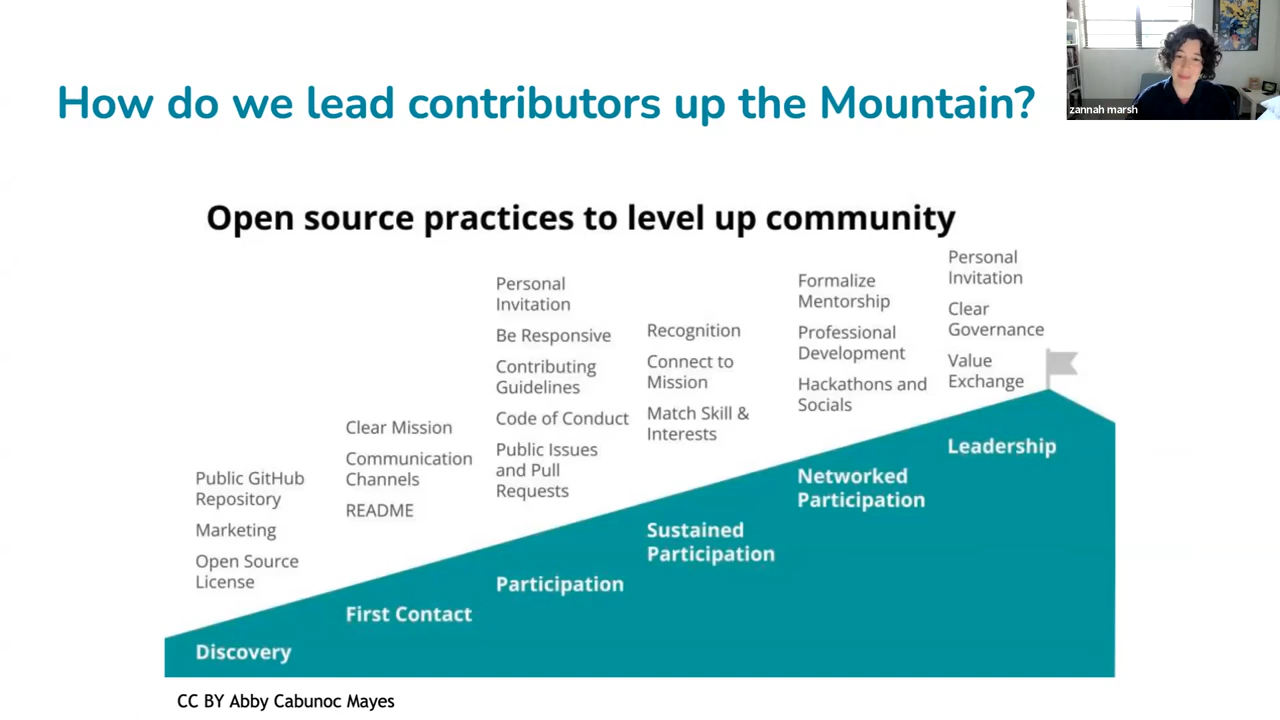 How do we lead contributors up the Mountain?
zannah marsh
Open source practices to level up community
Public GitHub
Repository
Marketing
Open Source
License
Discovery
Clear Mission
Communication
Channels
README
First Contact
Personal
Invitation
Be Responsive
Contributing
Guidelines
Code of Conduct
Public Issues
and Pull
Requests
Participation
Recognition
Connect to
Mission
Match Skill &
Interests
Sustained
Participation
Formalize
Mentorship
Professional
Development
Hackathons and
Socials
Networked
Participation
Personal
Invitation
Clear
Governance
Value
Exchange
Leadership
CC BY Abby Cabunoc Mayes